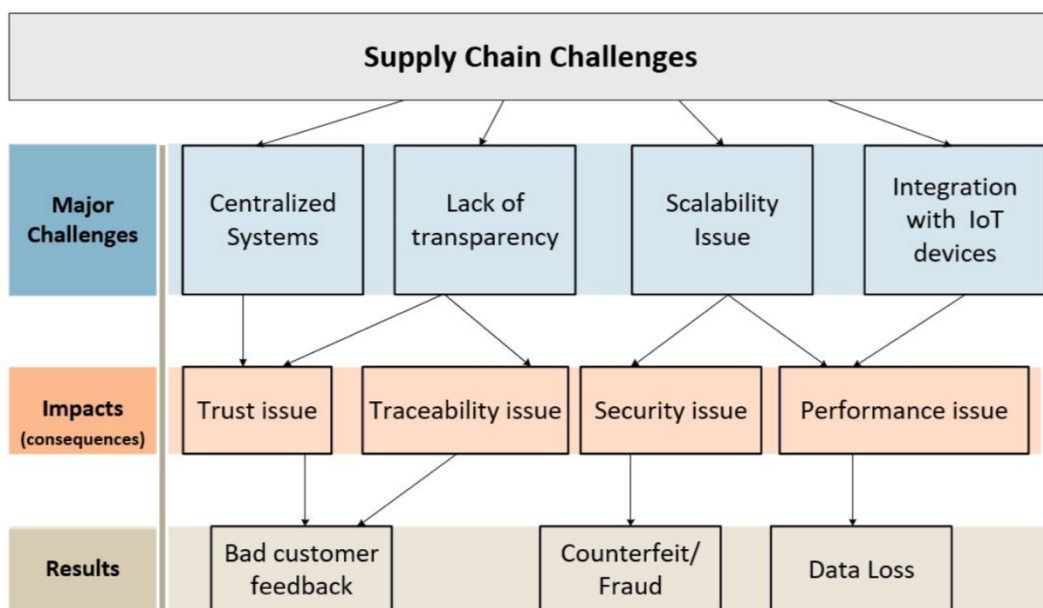 Supply Chain Challenges
Major
Challenges
Centralized
Systems
Lack of
transparency
Scalability
Issue
Integration
with IoT
devices
Impacts
(consequences)
Trust issue
Traceability issue
Security issue
Performance issue
Results
Bad customer
feedback
Counterfeit/
Fraud
Data Loss